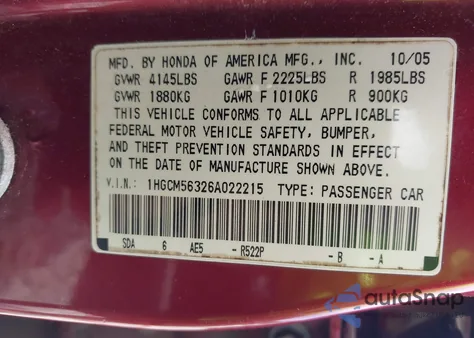 MFD. BY HONDA OF AMERICA MFG., INC. 10/05
GVWR 4145LBS GAWR F 2225LBS R 1985LBS
GVWR 1880KG GAWR F 1010KG R 900KG
THIS VEHICLE CONFORMS TO ALL APPLICABLE
FEDERAL MOTOR VEHICLE SAFETY, BUMPER,
AND THEFT PREVENTION STANDARDS IN EFFECT
ON THE DATE OF MANUFACTURE SHOWN ABOVE.
V.I.N.: 1HGCM56326A022215 TYPE: PASSENGER CAR
SDA 6 AE5 - R522P - B - A
autoSnap